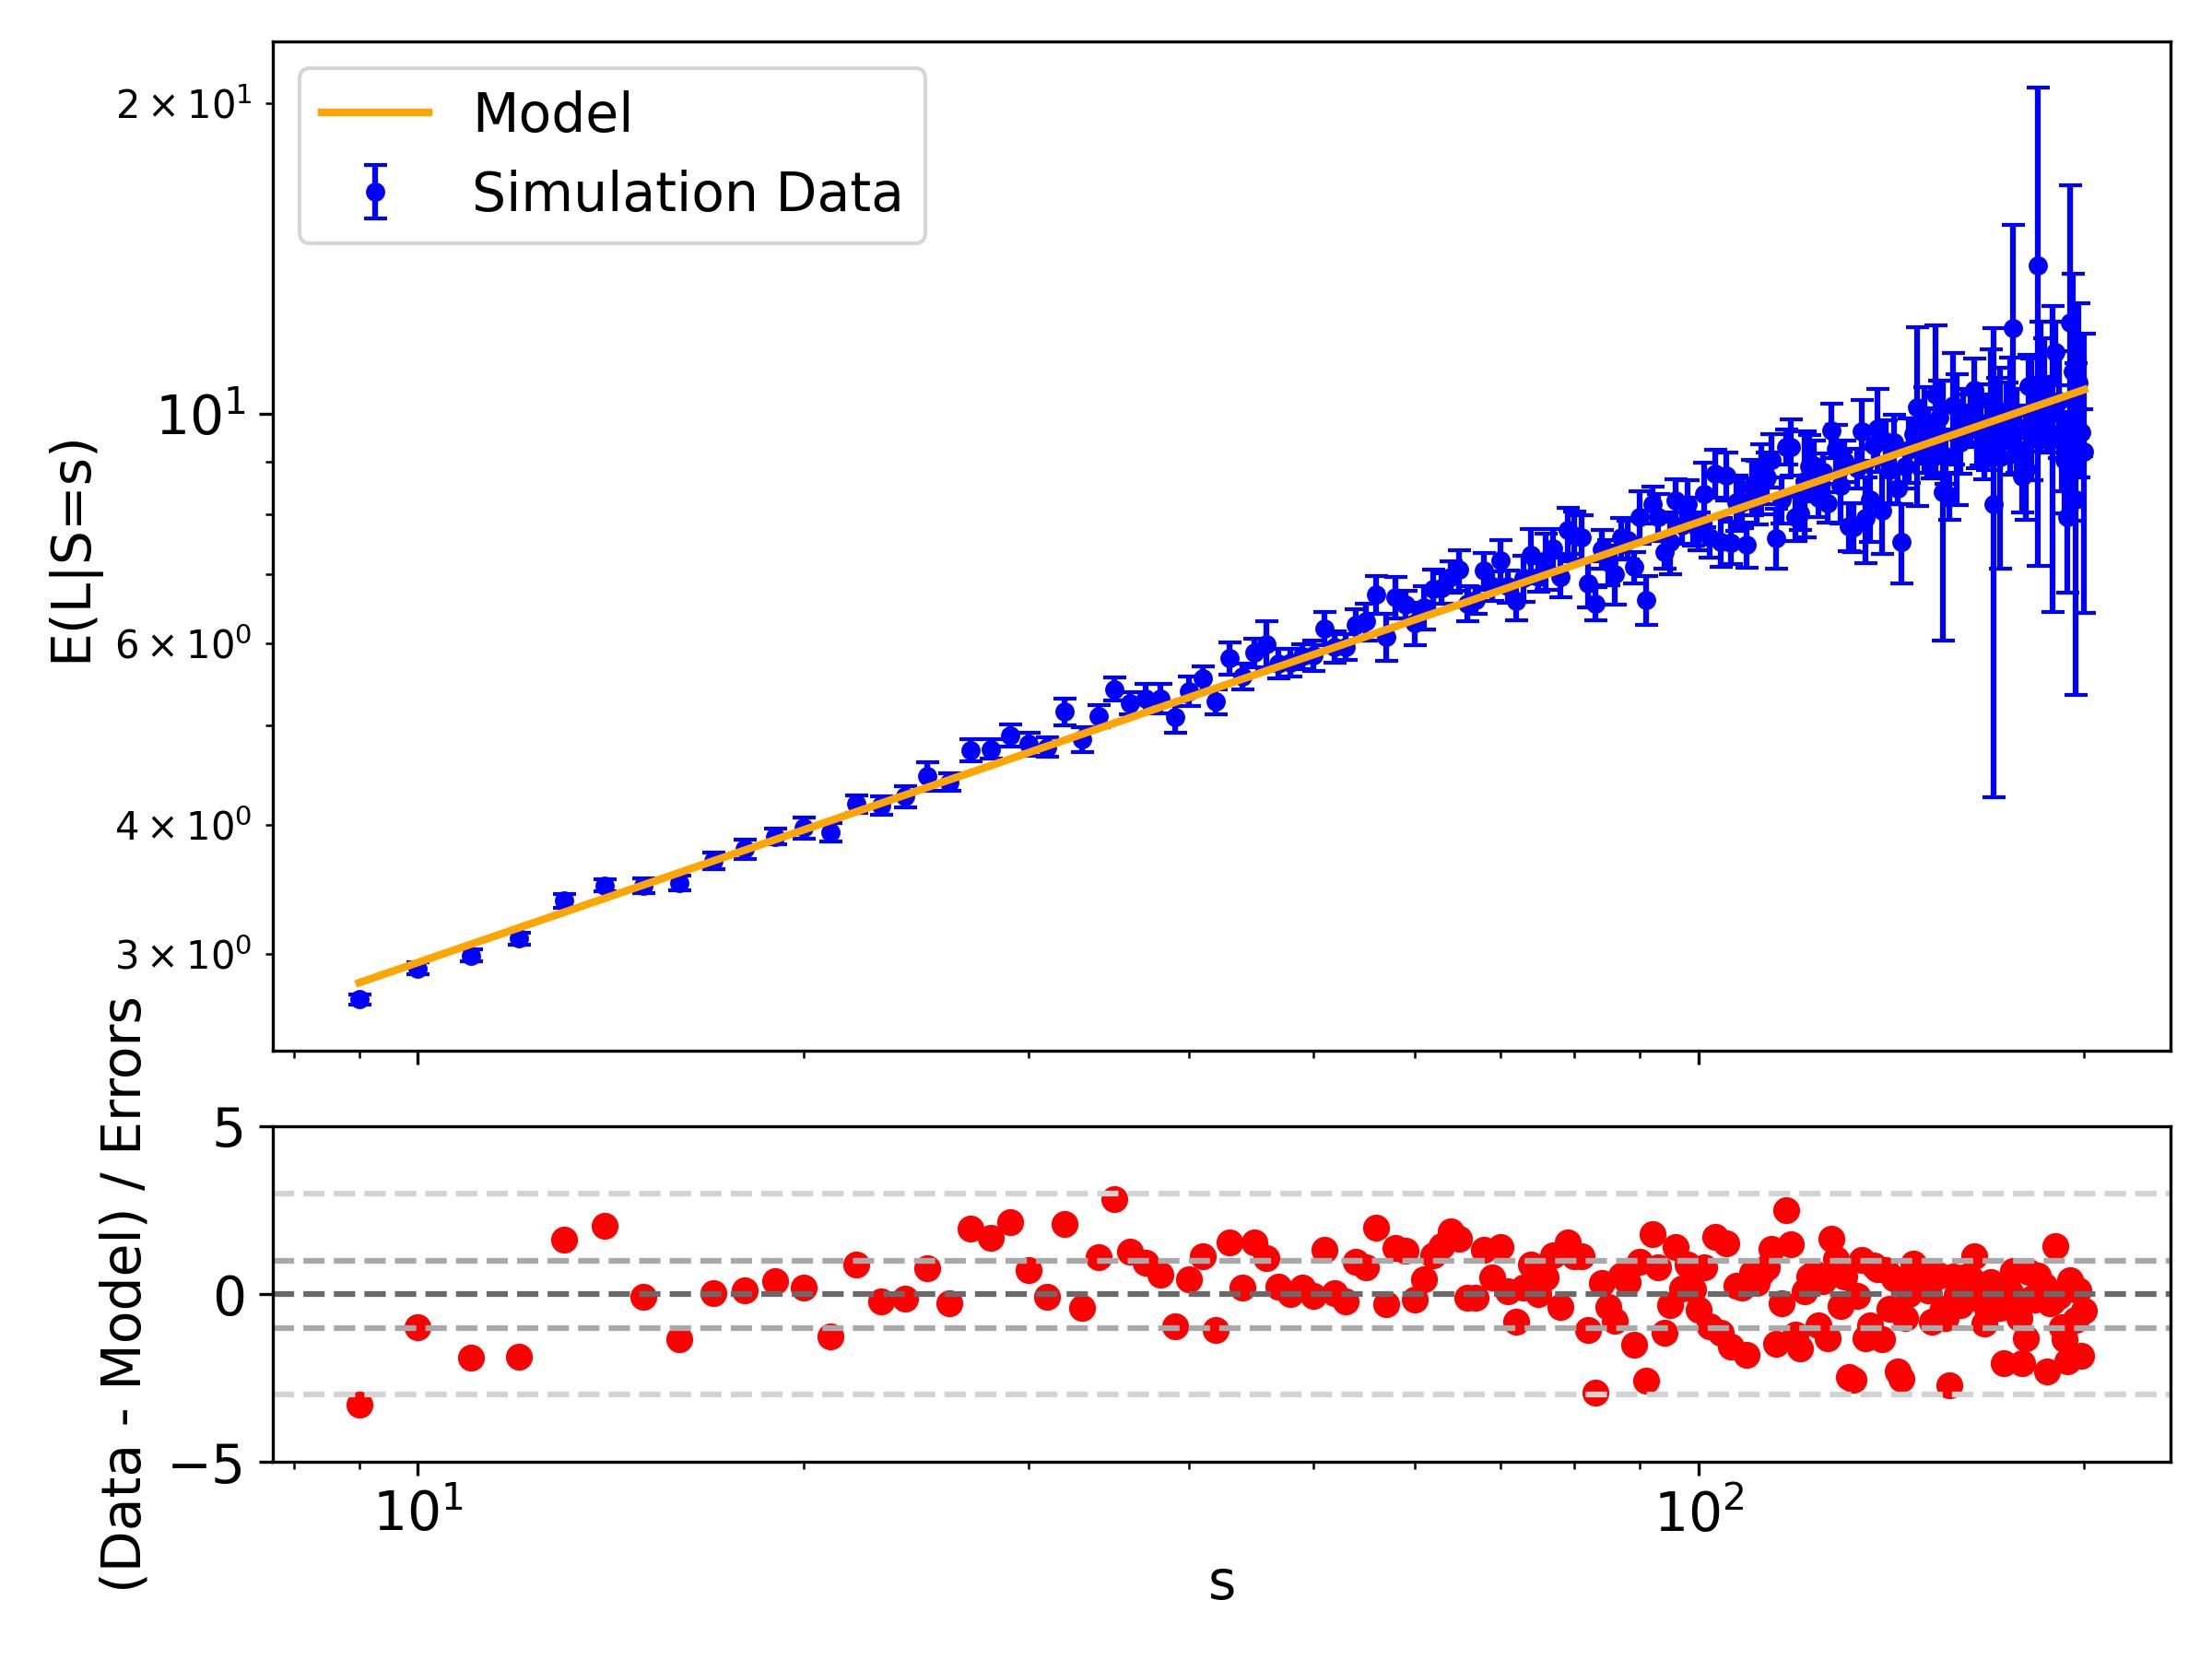 2 × 10¹
10¹
6 × 10⁰
4 × 10⁰
3 × 10⁰
E(L|S=s)
Model
Simulation Data
(Data - Model) / Errors
5
0
−5
10¹
10²
s